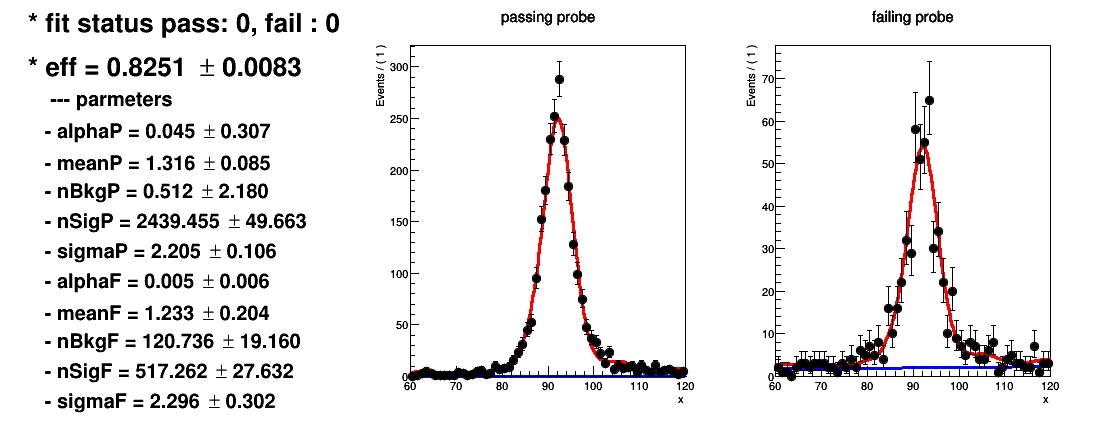 * fit status pass: 0, fail : 0
* eff = 0.8251 ± 0.0083
--- parmeters
- alphaP = 0.045 ± 0.307
- meanP = 1.316 ± 0.085
- nBkgP = 0.512 ± 2.180
- nSigP = 2439.455 ± 49.663
- sigmaP = 2.205 ± 0.106
- alphaF = 0.005 ± 0.006
- meanF = 1.233 ± 0.204
- nBkgF = 120.736 ± 19.160
- nSigF = 517.262 ± 27.632
- sigmaF = 2.296 ± 0.302
passing probe
Events / ( 1 )
300
250
200
150
100
50
0
60 70 80 90 100 110 120
x
failing probe
Events / ( 1 )
70
60
50
40
30
20
10
0
60 70 80 90 100 110 120
x